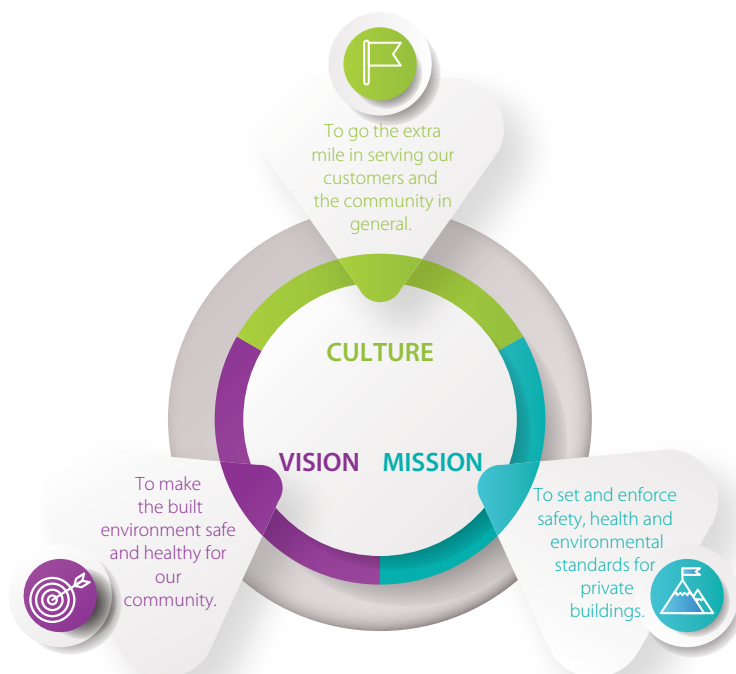 To go the extra
mile in serving our
customers and
the community in
general.
CULTURE
VISION
MISSION
To make
the built
environment safe
and healthy for
our
community.
To set and enforce
safety, health and
environmental
standards for
private
buildings.